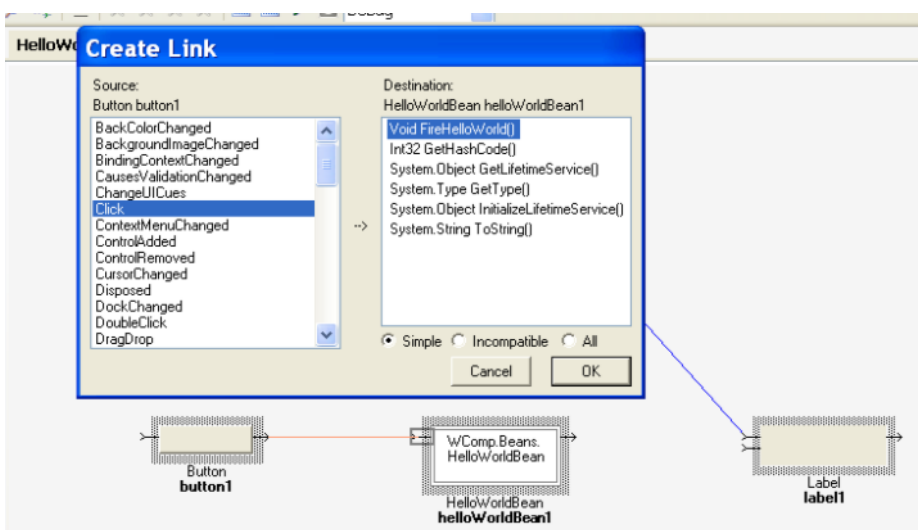 HelloWo
Create Link
Source:
Button button1
BackColorChanged
BackgroundImageChanged
BindingContextChanged
CausesValidationChanged
ChangeUICues
Click
ContextMenuChanged
ControlAdded
ControlRemoved
CursorChanged
Disposed
DockChanged
DoubleClick
DragDrop
-->
Destination:
HelloWorldBean helloWorldBean1
Void FireHelloWorld()
Int32 GetHashCode()
System.Object GetLifetimeService()
System.Type GetType()
System.Object InitializeLifetimeService()
System.String ToString()
Simple Incompatible All
Cancel OK
WComp.Beans.
HelloWorldBean
Button
button1
HelloWorldBean
helloWorldBean1
Label
label1